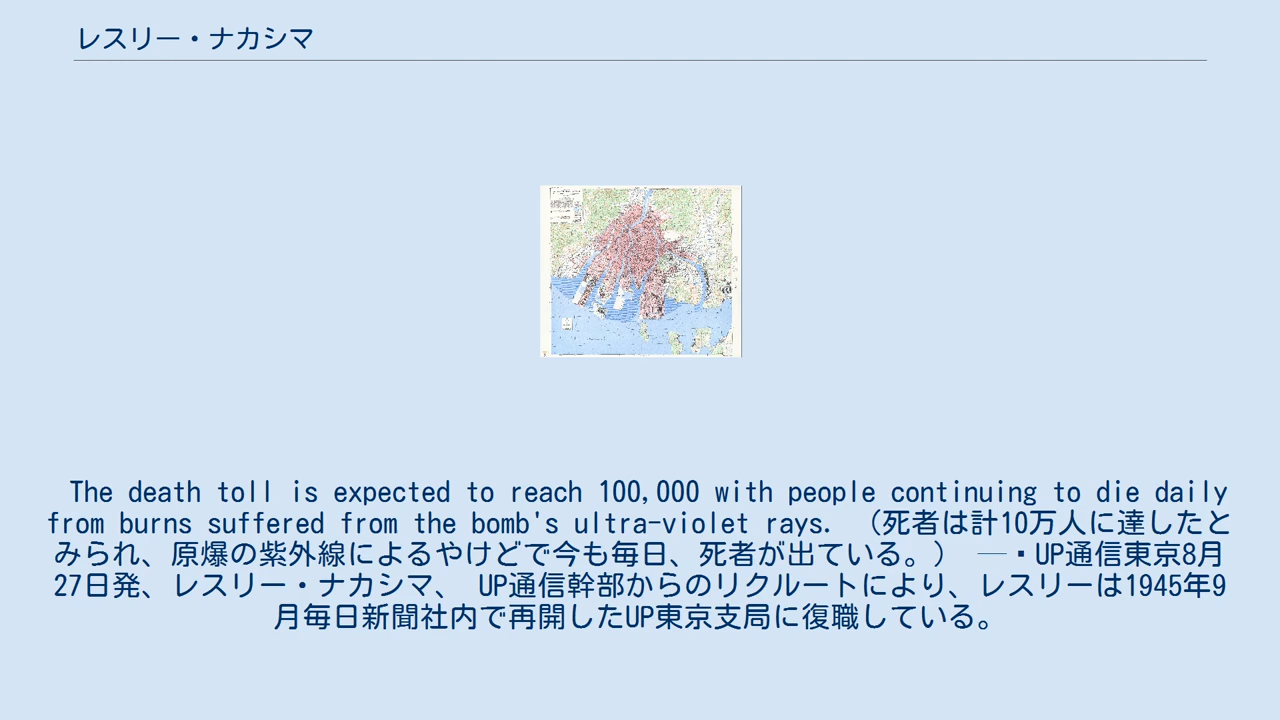 レスリー・ナカシマ
The death toll is expected to reach 100,000 with people continuing to die daily
from burns suffered from the bomb's ultra-violet rays. （死者は計10万人に達したと
みられ、原爆の紫外線によるやけどで今も毎日、死者が出ている。） ―・UP通信東京8月
27日発、レスリー・ナカシマ、 UP通信幹部からのリクルートにより、レスリーは1945年9
月毎日新聞社内で再開したUP東京支局に復職している。